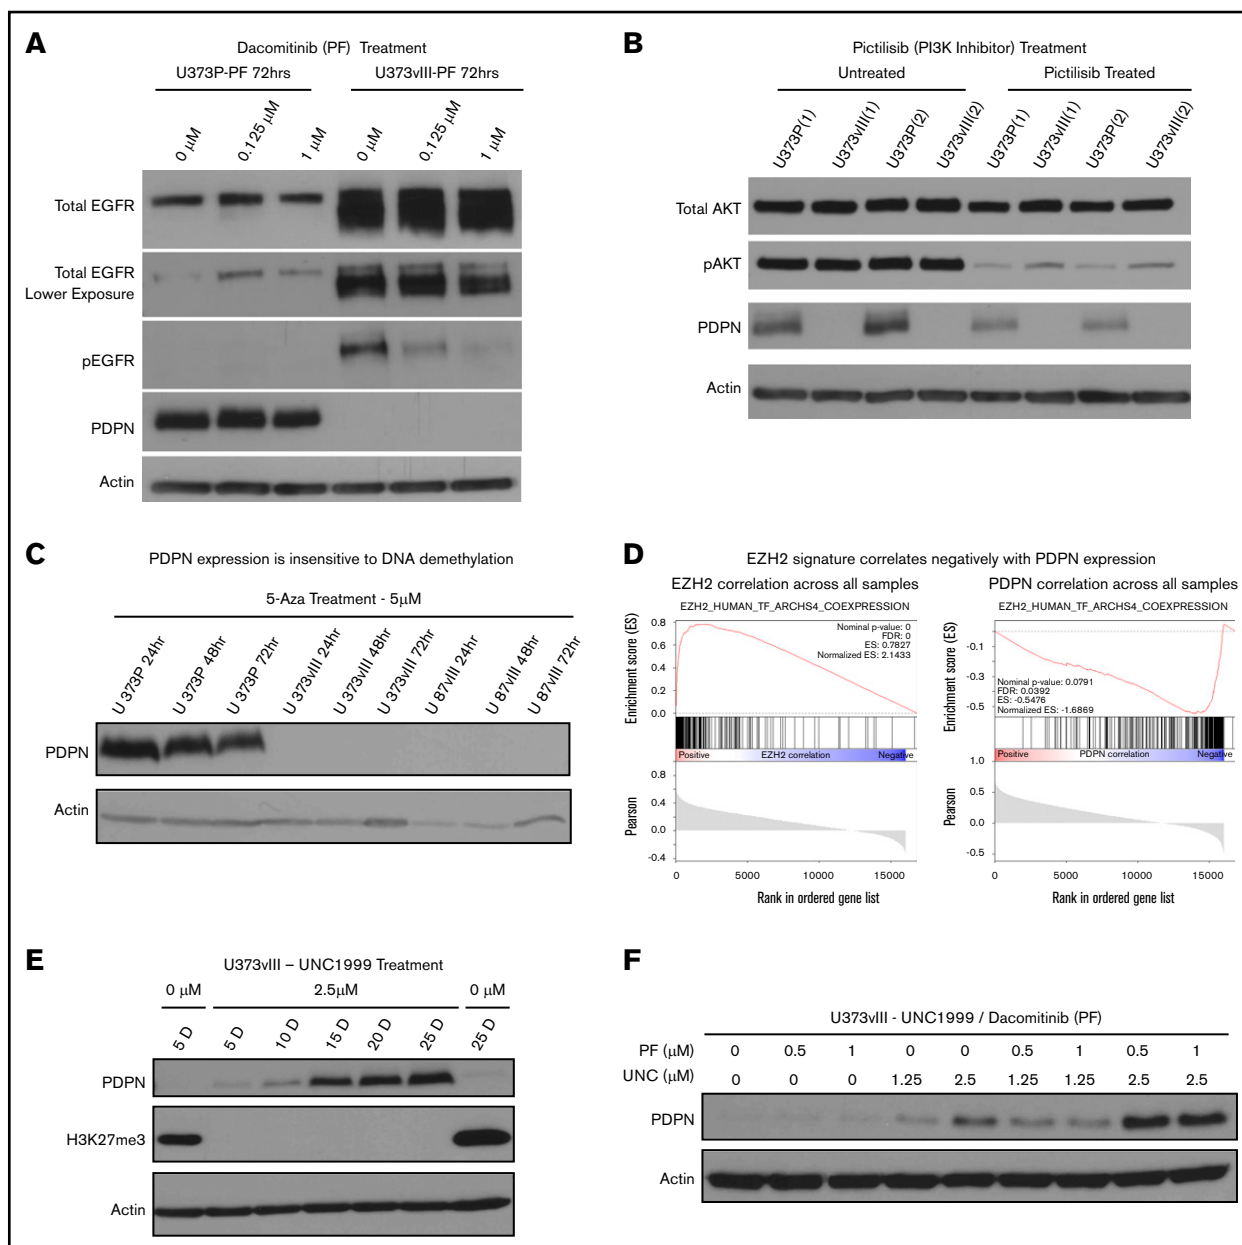 A
Dacomitinib (PF) Treatment
U373P-PF 72hrs
U373vIII-PF 72hrs
0 µM
0.125 µM
1 µM
0 µM
0.125 µM
1 µM
Total EGFR
Total EGFR
Lower Exposure
pEGFR
PDPN
Actin
B
Pictilisib (PI3K Inhibitor) Treatment
Untreated
Pictilisib Treated
U373P(1)
U373vIII(1)
U373P(2)
U373vIII(2)
U373P(1)
U373vIII(1)
U373P(2)
U373vIII(2)
Total AKT
pAKT
PDPN
Actin
C
PDPN expression is insensitive to DNA demethylation
5-Aza Treatment - 5µM
U373P 24hr
U373P 48hr
U373P 72hr
U373vIII 24hr
U373vIII 48hr
U373vIII 72hr
U87vIII 24hr
U87vIII 48hr
U87vIII 72hr
PDPN
Actin
D
EZH2 signature correlates negatively with PDPN expression
EZH2 correlation across all samples
EZH2_HUMAN_TF_ARCHS4_COEXPRESSION
Enrichment score (ES)
0.8
0.6
0.4
0.2
0.0
Nominal p-value: 0
FDR: 0
ES: 0.7827
Normalized ES: 2.1433
Positive
EZH2 correlation
Negative
Pearson
0.8
0.4
0.0
-0.4
0
5000
10000
15000
Rank in ordered gene list
PDPN correlation across all samples
EZH2_HUMAN_TF_ARCHS4_COEXPRESSION
Enrichment score (ES)
-0.1
-0.3
-0.5
Nominal p-value: 0.0791
FDR: 0.0392
ES: -0.5476
Normalized ES: -1.6869
Positive
PDPN correlation
Negative
Pearson
1.0
0.5
0.0
-0.5
0
5000
10000
15000
Rank in ordered gene list
E
U373vIII – UNC1999 Treatment
0 µM
2.5µM
0 µM
5 D
5 D
10 D
15 D
20 D
25 D
25 D
PDPN
H3K27me3
Actin
F
U373vIII - UNC1999 / Dacomitinib (PF)
PF (µM) 0 0.5 1 0 0 0.5 1 0.5 1
UNC (µM) 0 0 0 1.25 2.5 1.25 1.25 2.5 2.5
PDPN
Actin